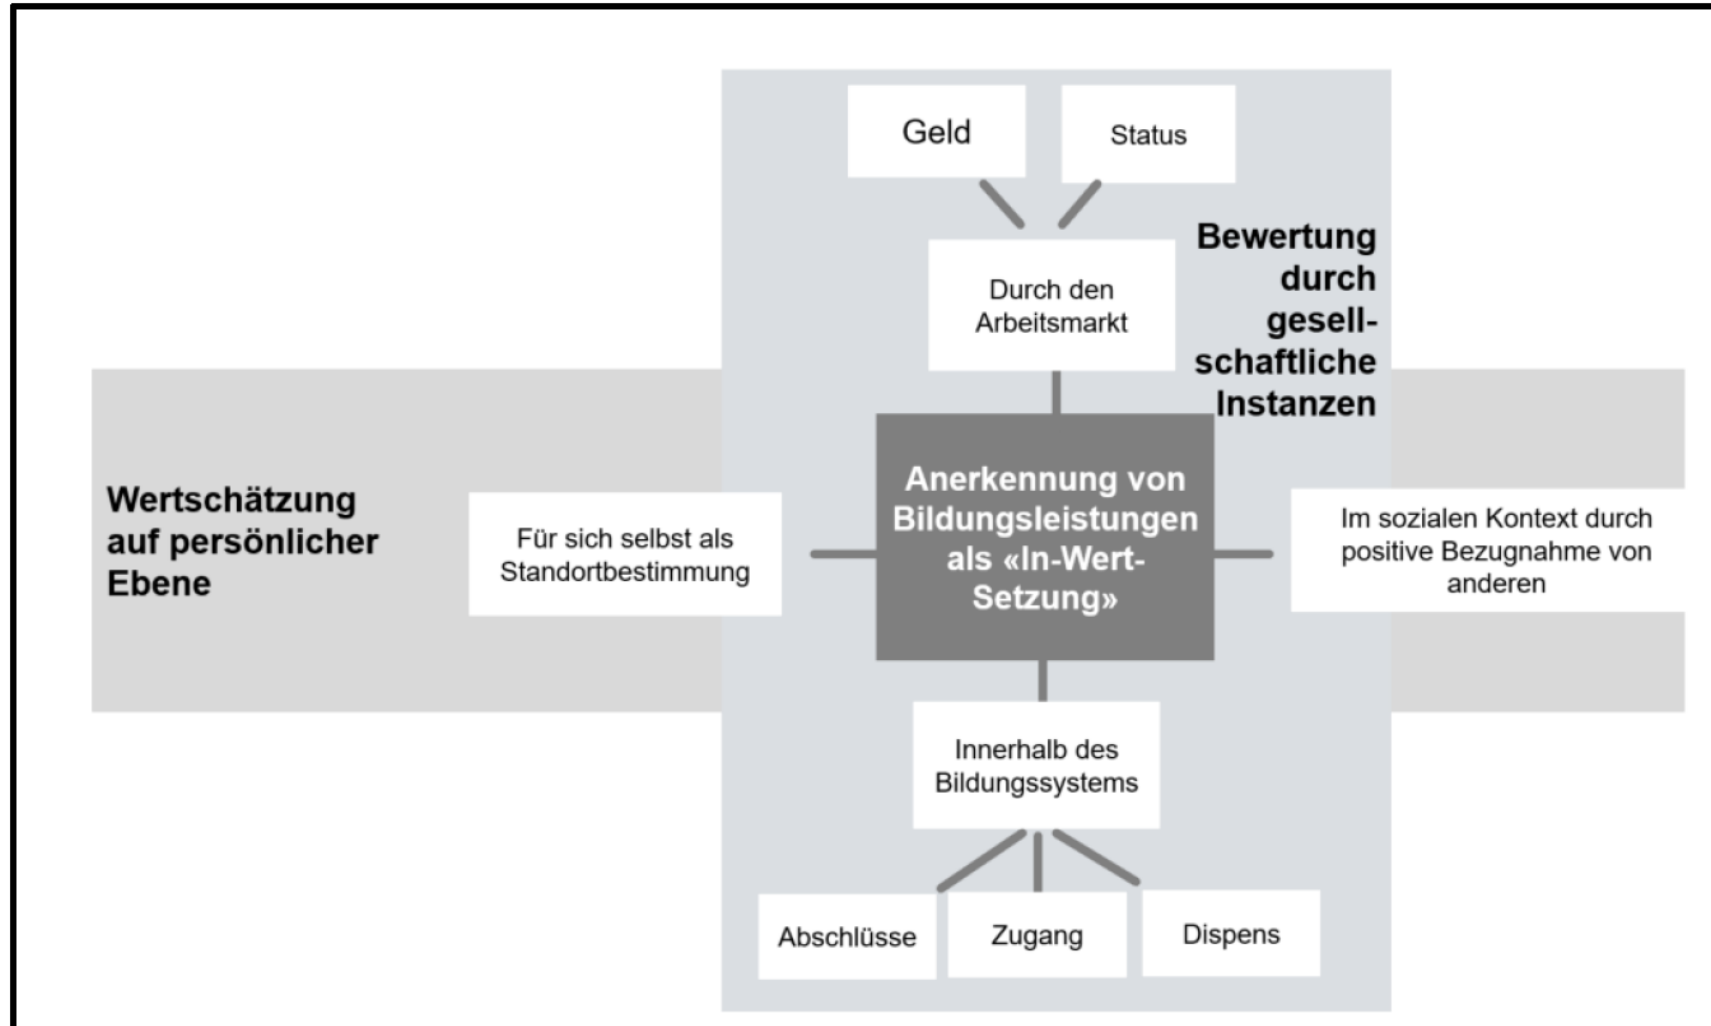 Geld
Status
Bewertung
durch
gesell-
schaftliche
Instanzen
Durch den
Arbeitsmarkt
Wertschätzung
auf persönlicher
Ebene
Für sich selbst als
Standortbestimmung
Anerkennung von
Bildungsleistungen
als «In-Wert-
Setzung»
Im sozialen Kontext durch
positive Bezugnahme von
anderen
Innerhalb des
Bildungssystems
Abschlüsse
Zugang
Dispens